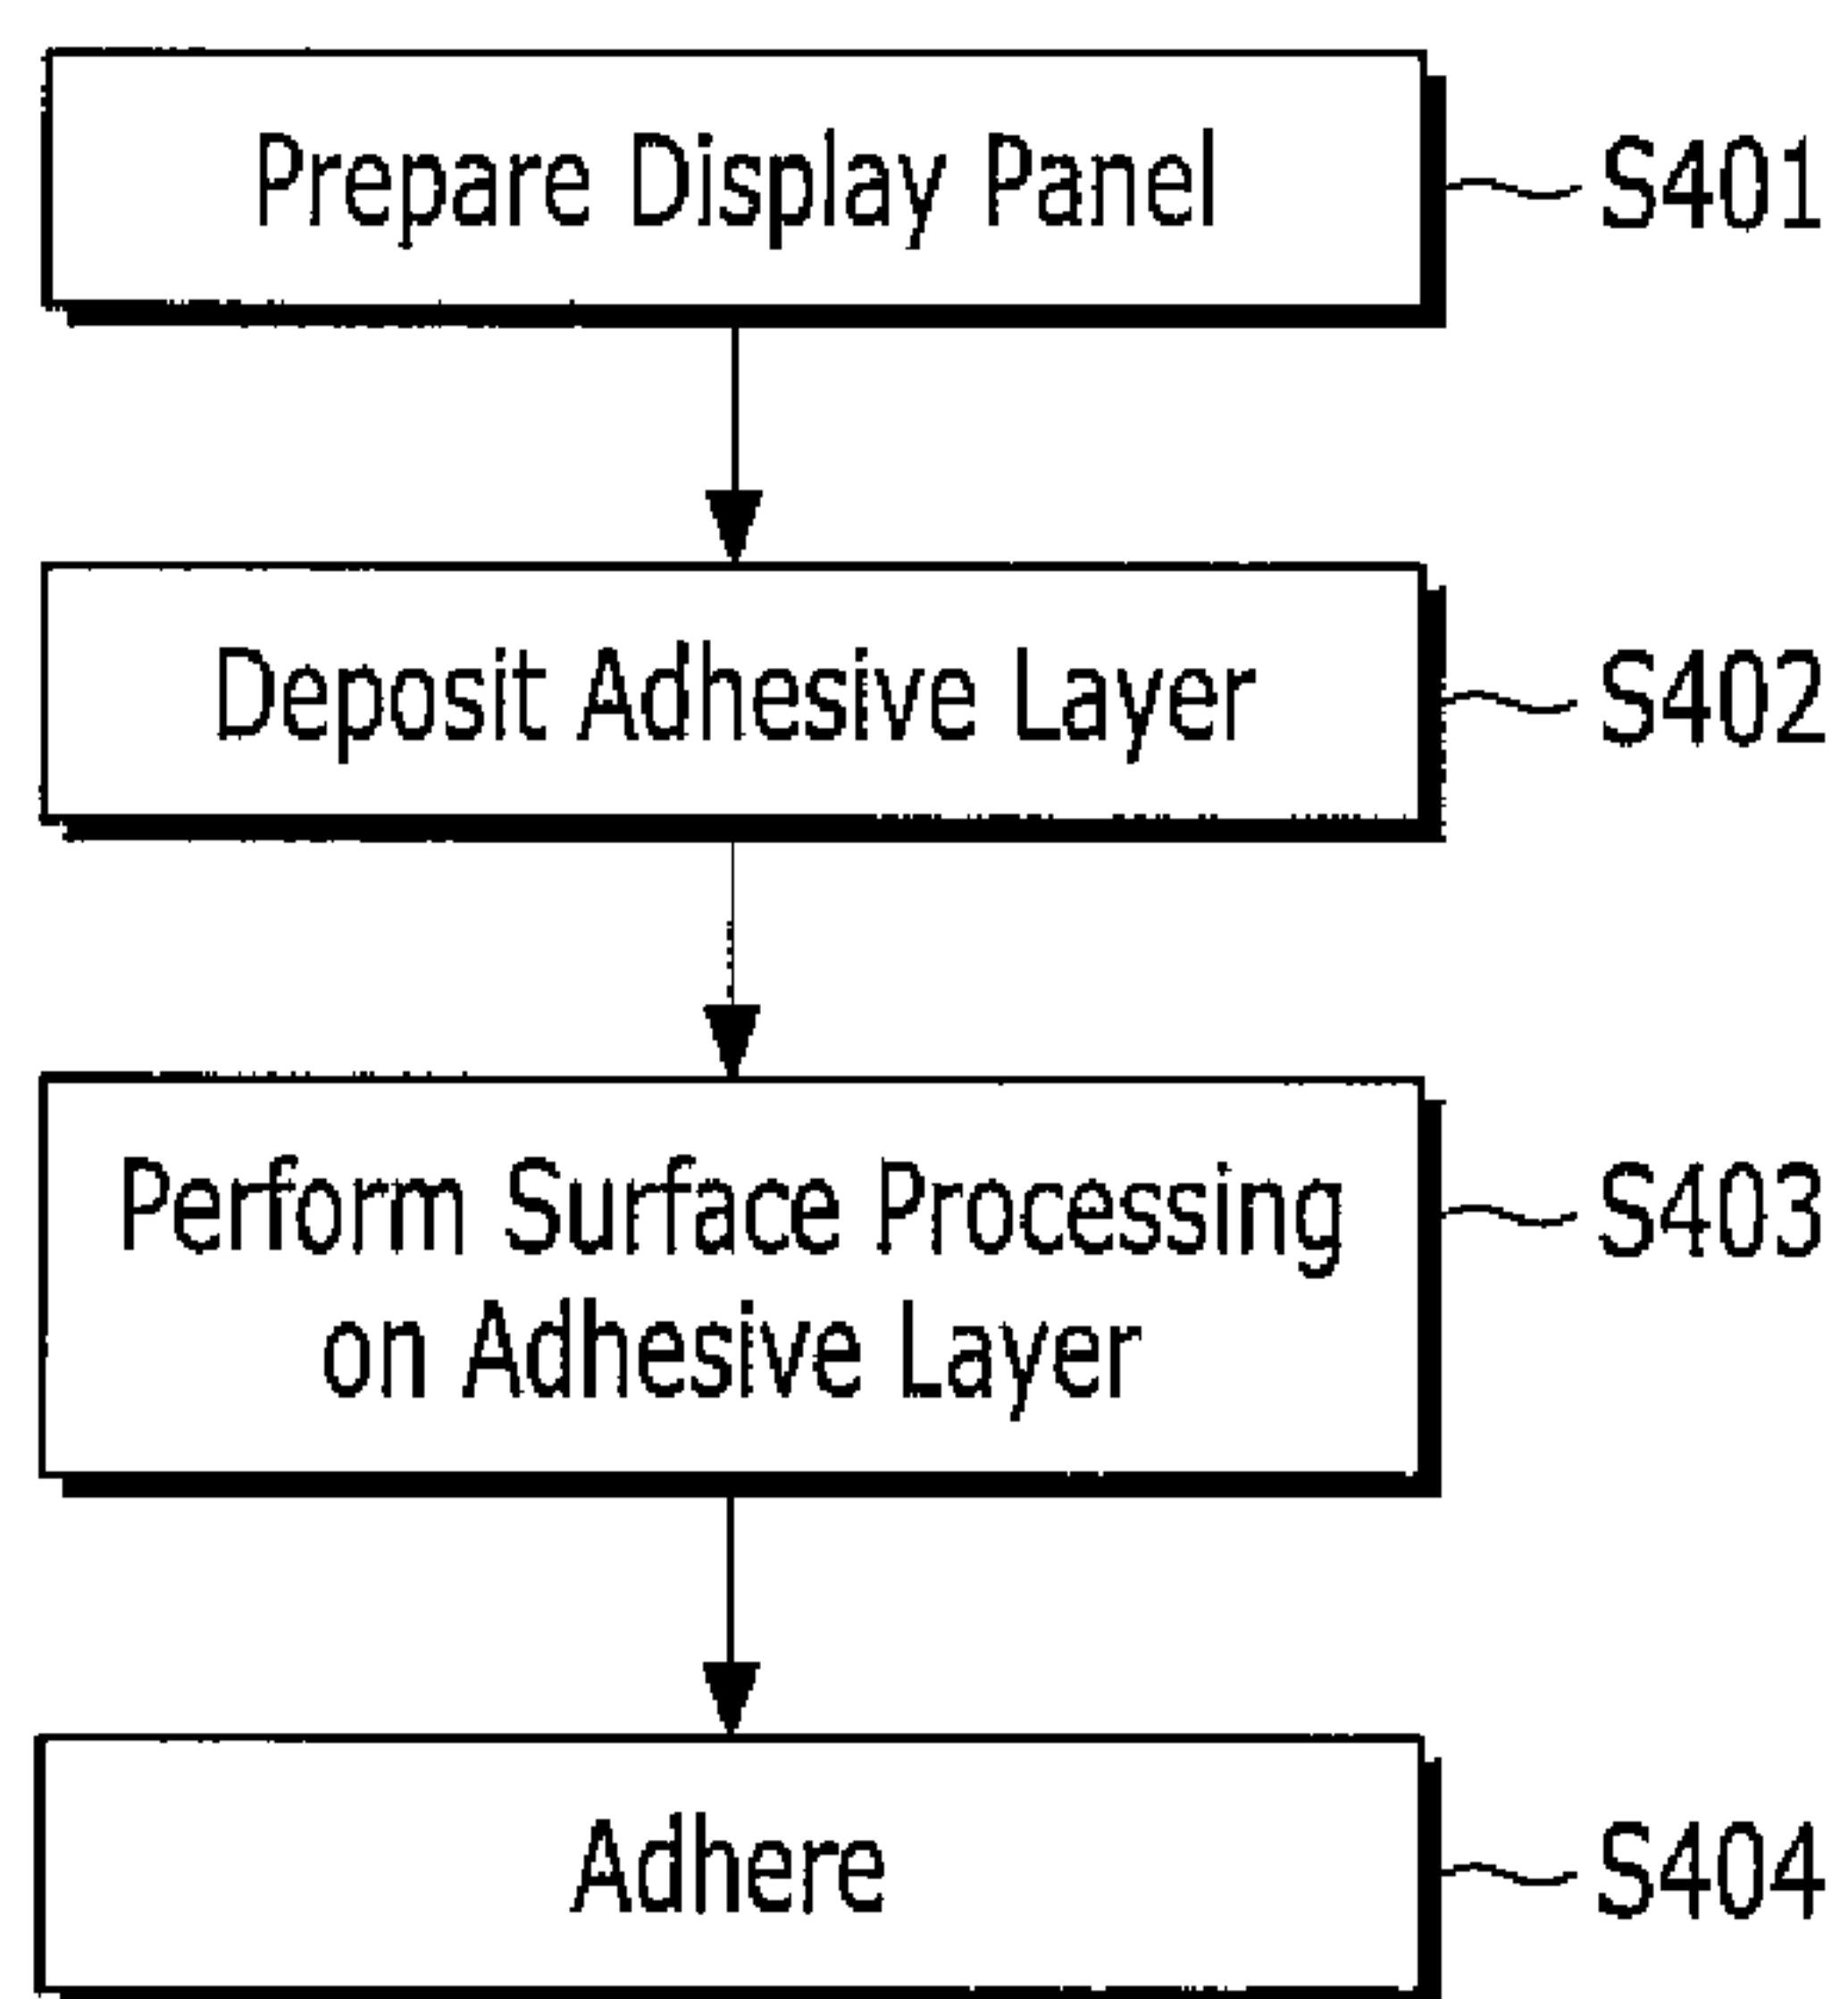 Prepare Display Panel
S401
Deposit Adhesive Layer
S402
Perform Surface Processing
on Adhesive Layer
S403
Adhere
S404